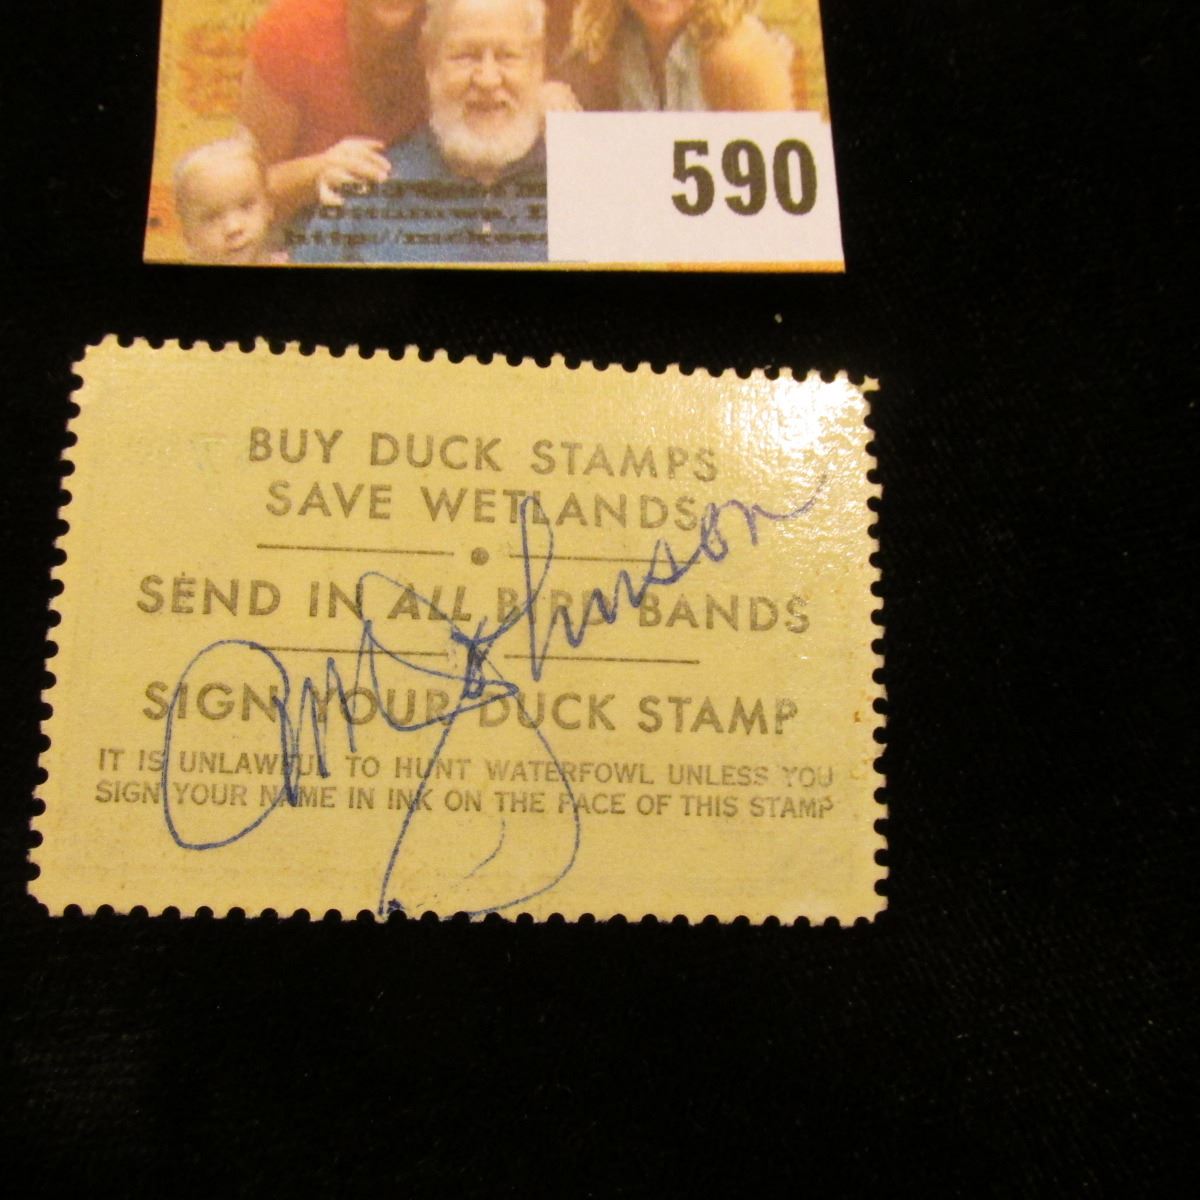 590
BUY DUCK STAMPS
SAVE WETLANDS
SEND IN ALL BIRD BANDS
SIGN YOUR DUCK STAMP
IT IS UNLAWFUL TO HUNT WATERFOWL UNLESS YOU
SIGN YOUR NAME IN INK ON THE FACE OF THIS STAMP
Johnson